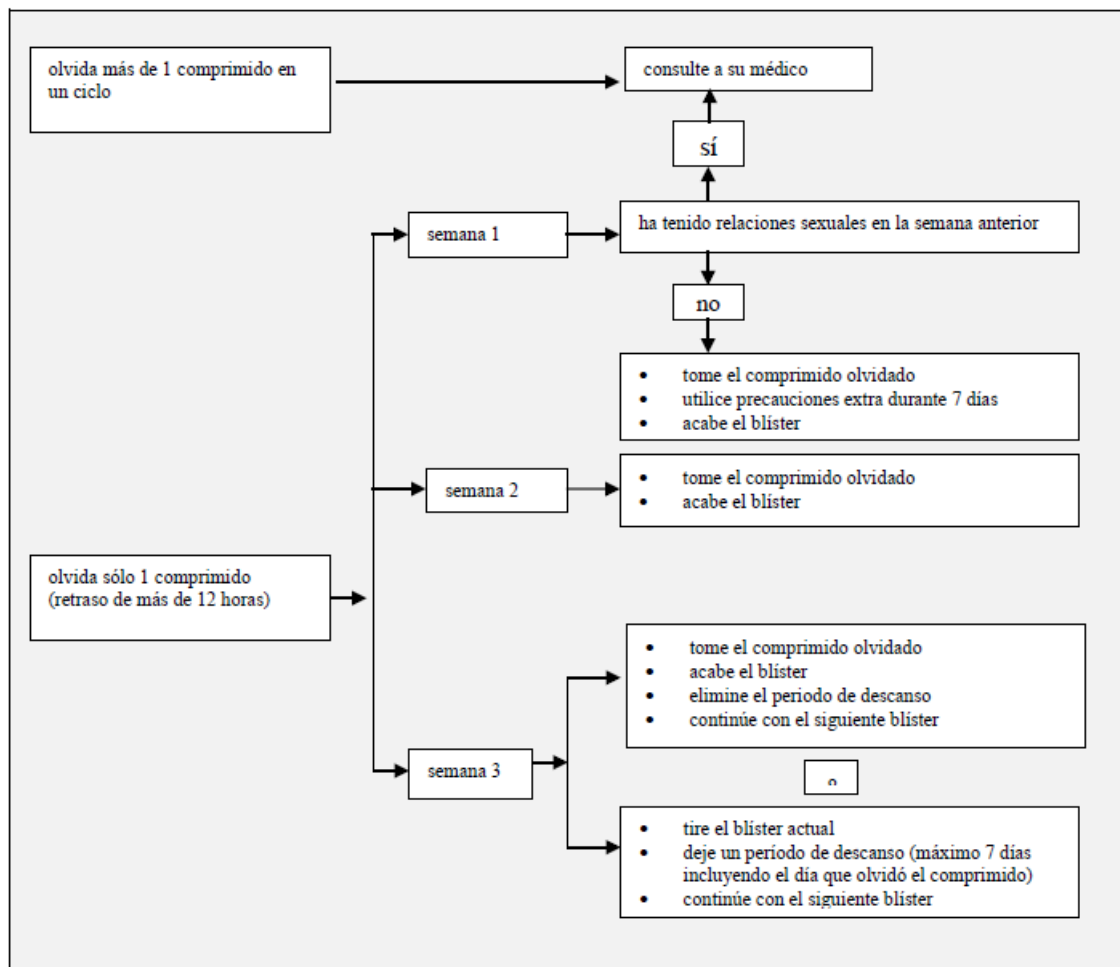 olvida más de 1 comprimido en
un ciclo
consulte a su médico
sí
semana 1
ha tenido relaciones sexuales en la semana anterior
no
• tome el comprimido olvidado
• utilice precauciones extra durante 7 días
• acabe el blíster
semana 2
• tome el comprimido olvidado
• acabe el blíster
olvida sólo 1 comprimido
(retraso de más de 12 horas)
• tome el comprimido olvidado
• acabe el blíster
• elimine el periodo de descanso
• continúe con el siguiente blíster
semana 3
o
• tire el blíster actual
• deje un período de descanso (máximo 7 días
incluyendo el día que olvidó el comprimido)
• continúe con el siguiente blíster